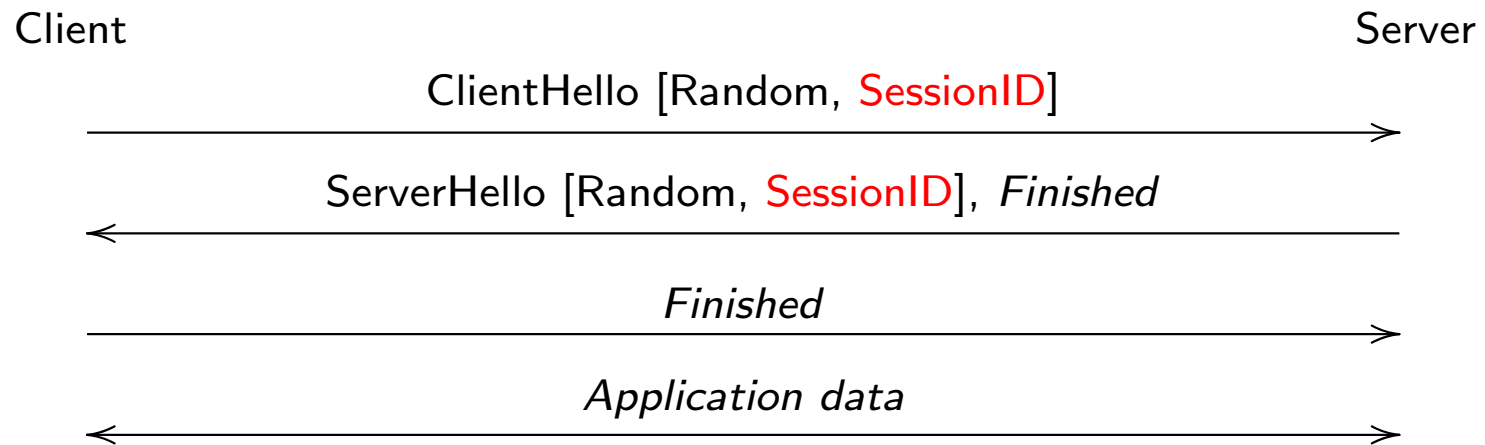 Client Server
ClientHello [Random, SessionID]
ServerHello [Random, SessionID], Finished
Finished
Application data